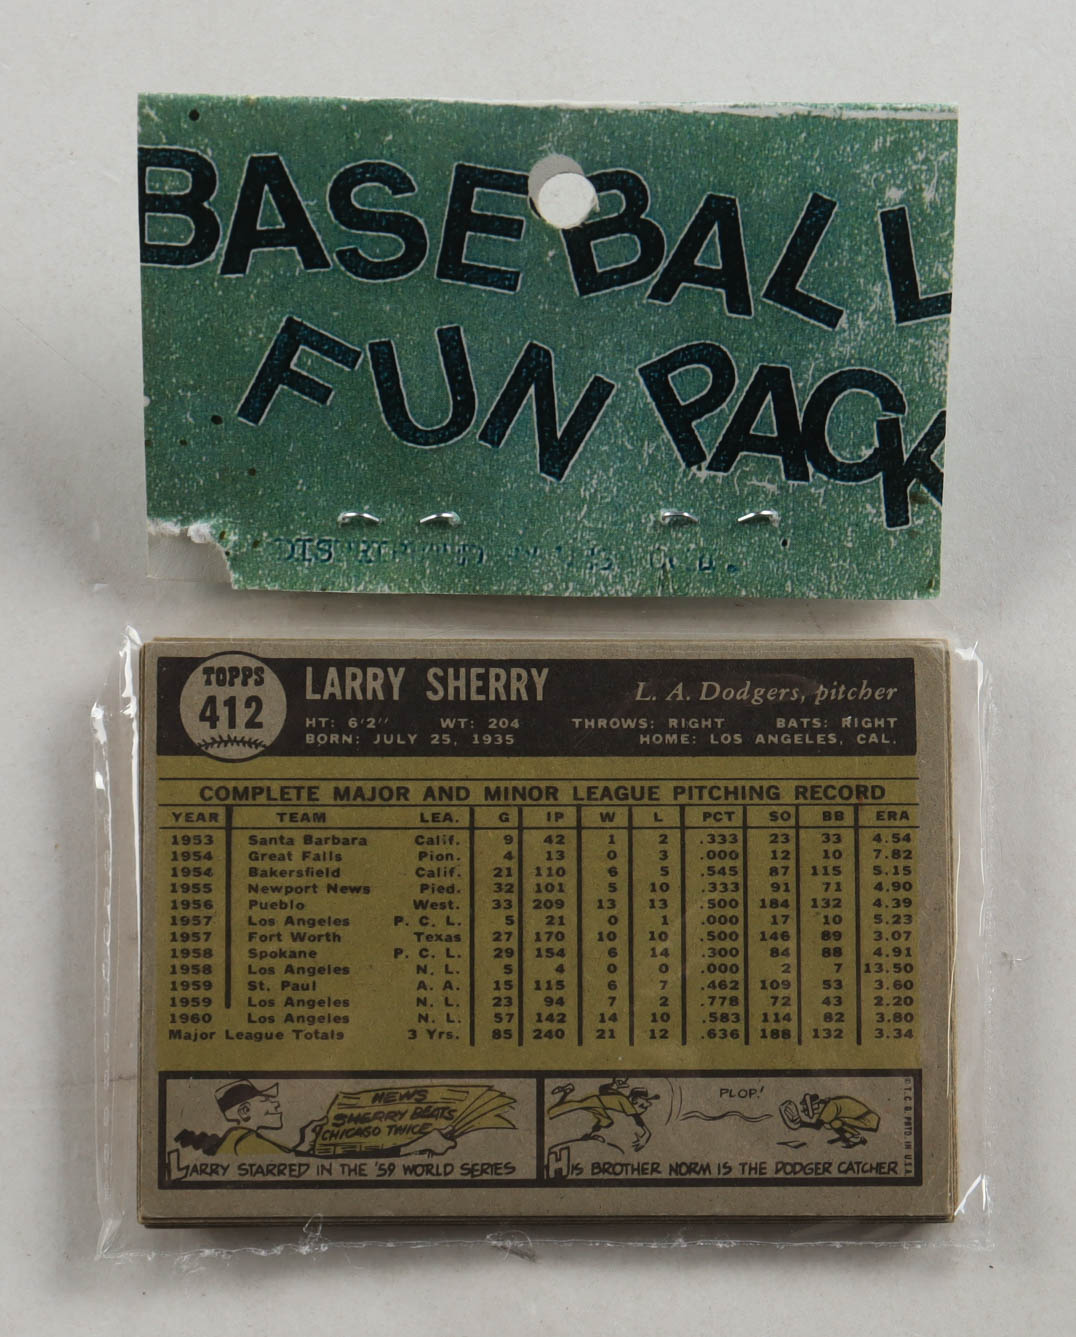 BASEBALL
FUN PACK
TOPPS
412
LARRY SHERRY
L. A. Dodgers, pitcher
HT: 6'2" WT: 204 THROWS: RIGHT BATS: RIGHT
BORN: JULY 25, 1935 HOME: LOS ANGELES, CAL.
COMPLETE MAJOR AND MINOR LEAGUE PITCHING RECORD
YEAR TEAM LEA. G IP W L PCT SO BB ERA
1953 Santa Barbara Calif. 9 42 1 2 .333 23 33 4.54
1954 Great Falls Pion. 4 13 0 3 .000 12 10 7.82
1954 Bakersfield Calif. 21 110 6 5 .545 87 115 5.15
1955 Newport News Pied. 32 101 5 10 .333 91 71 4.90
1956 Pueblo West. 33 209 13 13 .500 184 132 4.39
1957 Los Angeles P. C. L. 5 21 0 1 .000 17 10 5.23
1957 Fort Worth Texas 27 170 10 10 .500 146 89 3.07
1958 Spokane P. C. L. 29 154 6 14 .300 84 88 4.91
1958 Los Angeles N. L. 5 4 0 0 .000 2 7 13.50
1959 St. Paul A. A. 15 115 6 7 .462 109 53 3.60
1959 Los Angeles N. L. 23 94 7 2 .778 72 43 2.20
1960 Los Angeles N. L. 57 142 14 10 .583 114 82 3.80
Major League Totals 3 Yrs. 85 240 21 12 .636 188 132 3.34
NEWS
SHERRY BEATS
CHICAGO TWICE
LARRY STARRED IN THE '59 WORLD SERIES
PLOP!
HIS BROTHER NORM IS THE DODGER CATCHER
© T. C. G. PRTD. IN U.S.A.